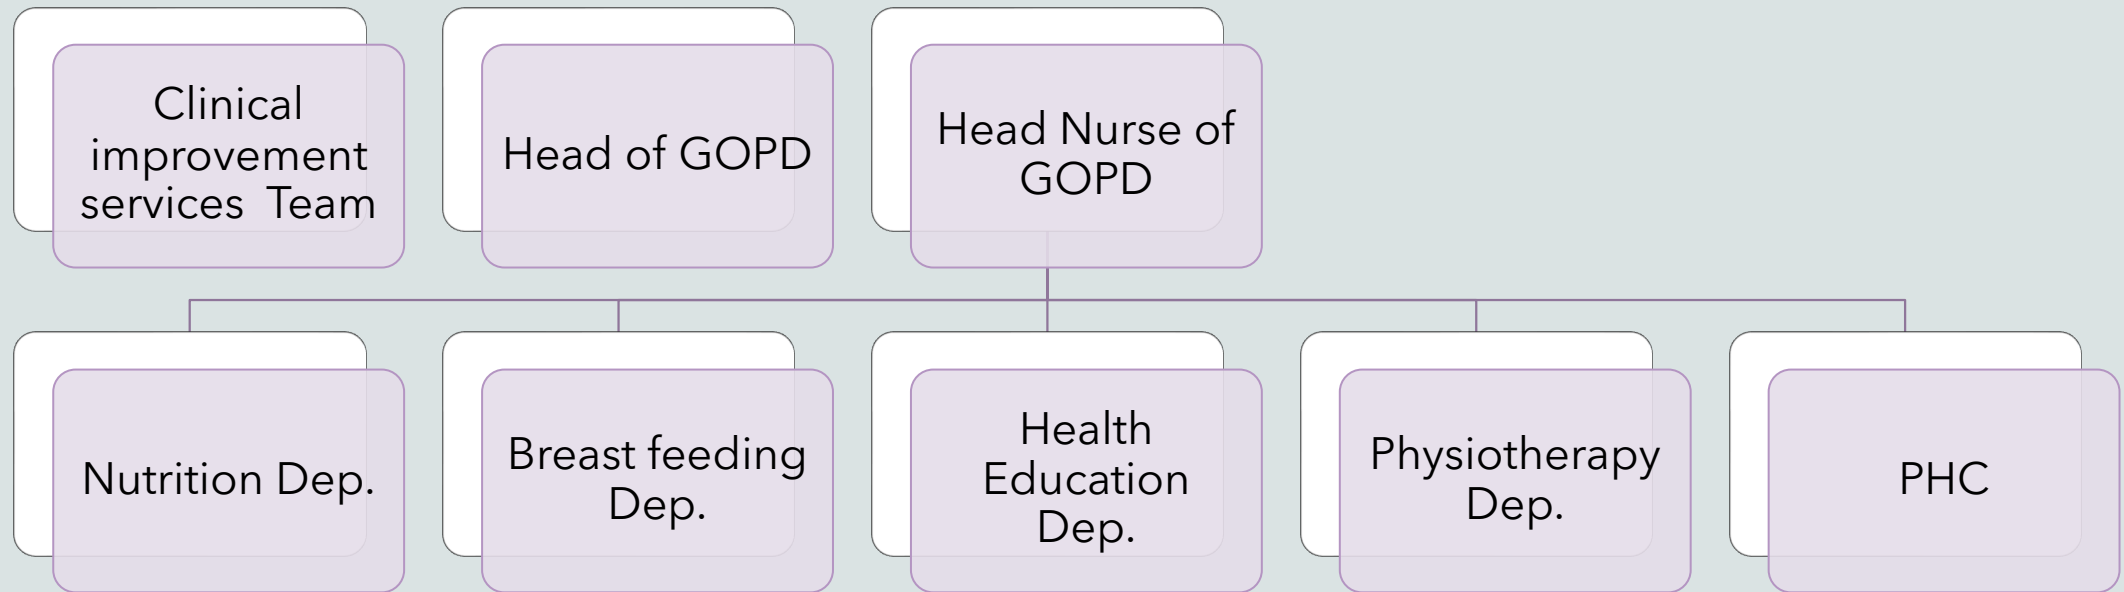 Clinical
improvement
services  Team
Head of GOPD
Head Nurse of
GOPD
Nutrition Dep.
Breast feeding
Dep.
Health
Education
Dep.
Physiotherapy
Dep.
PHC